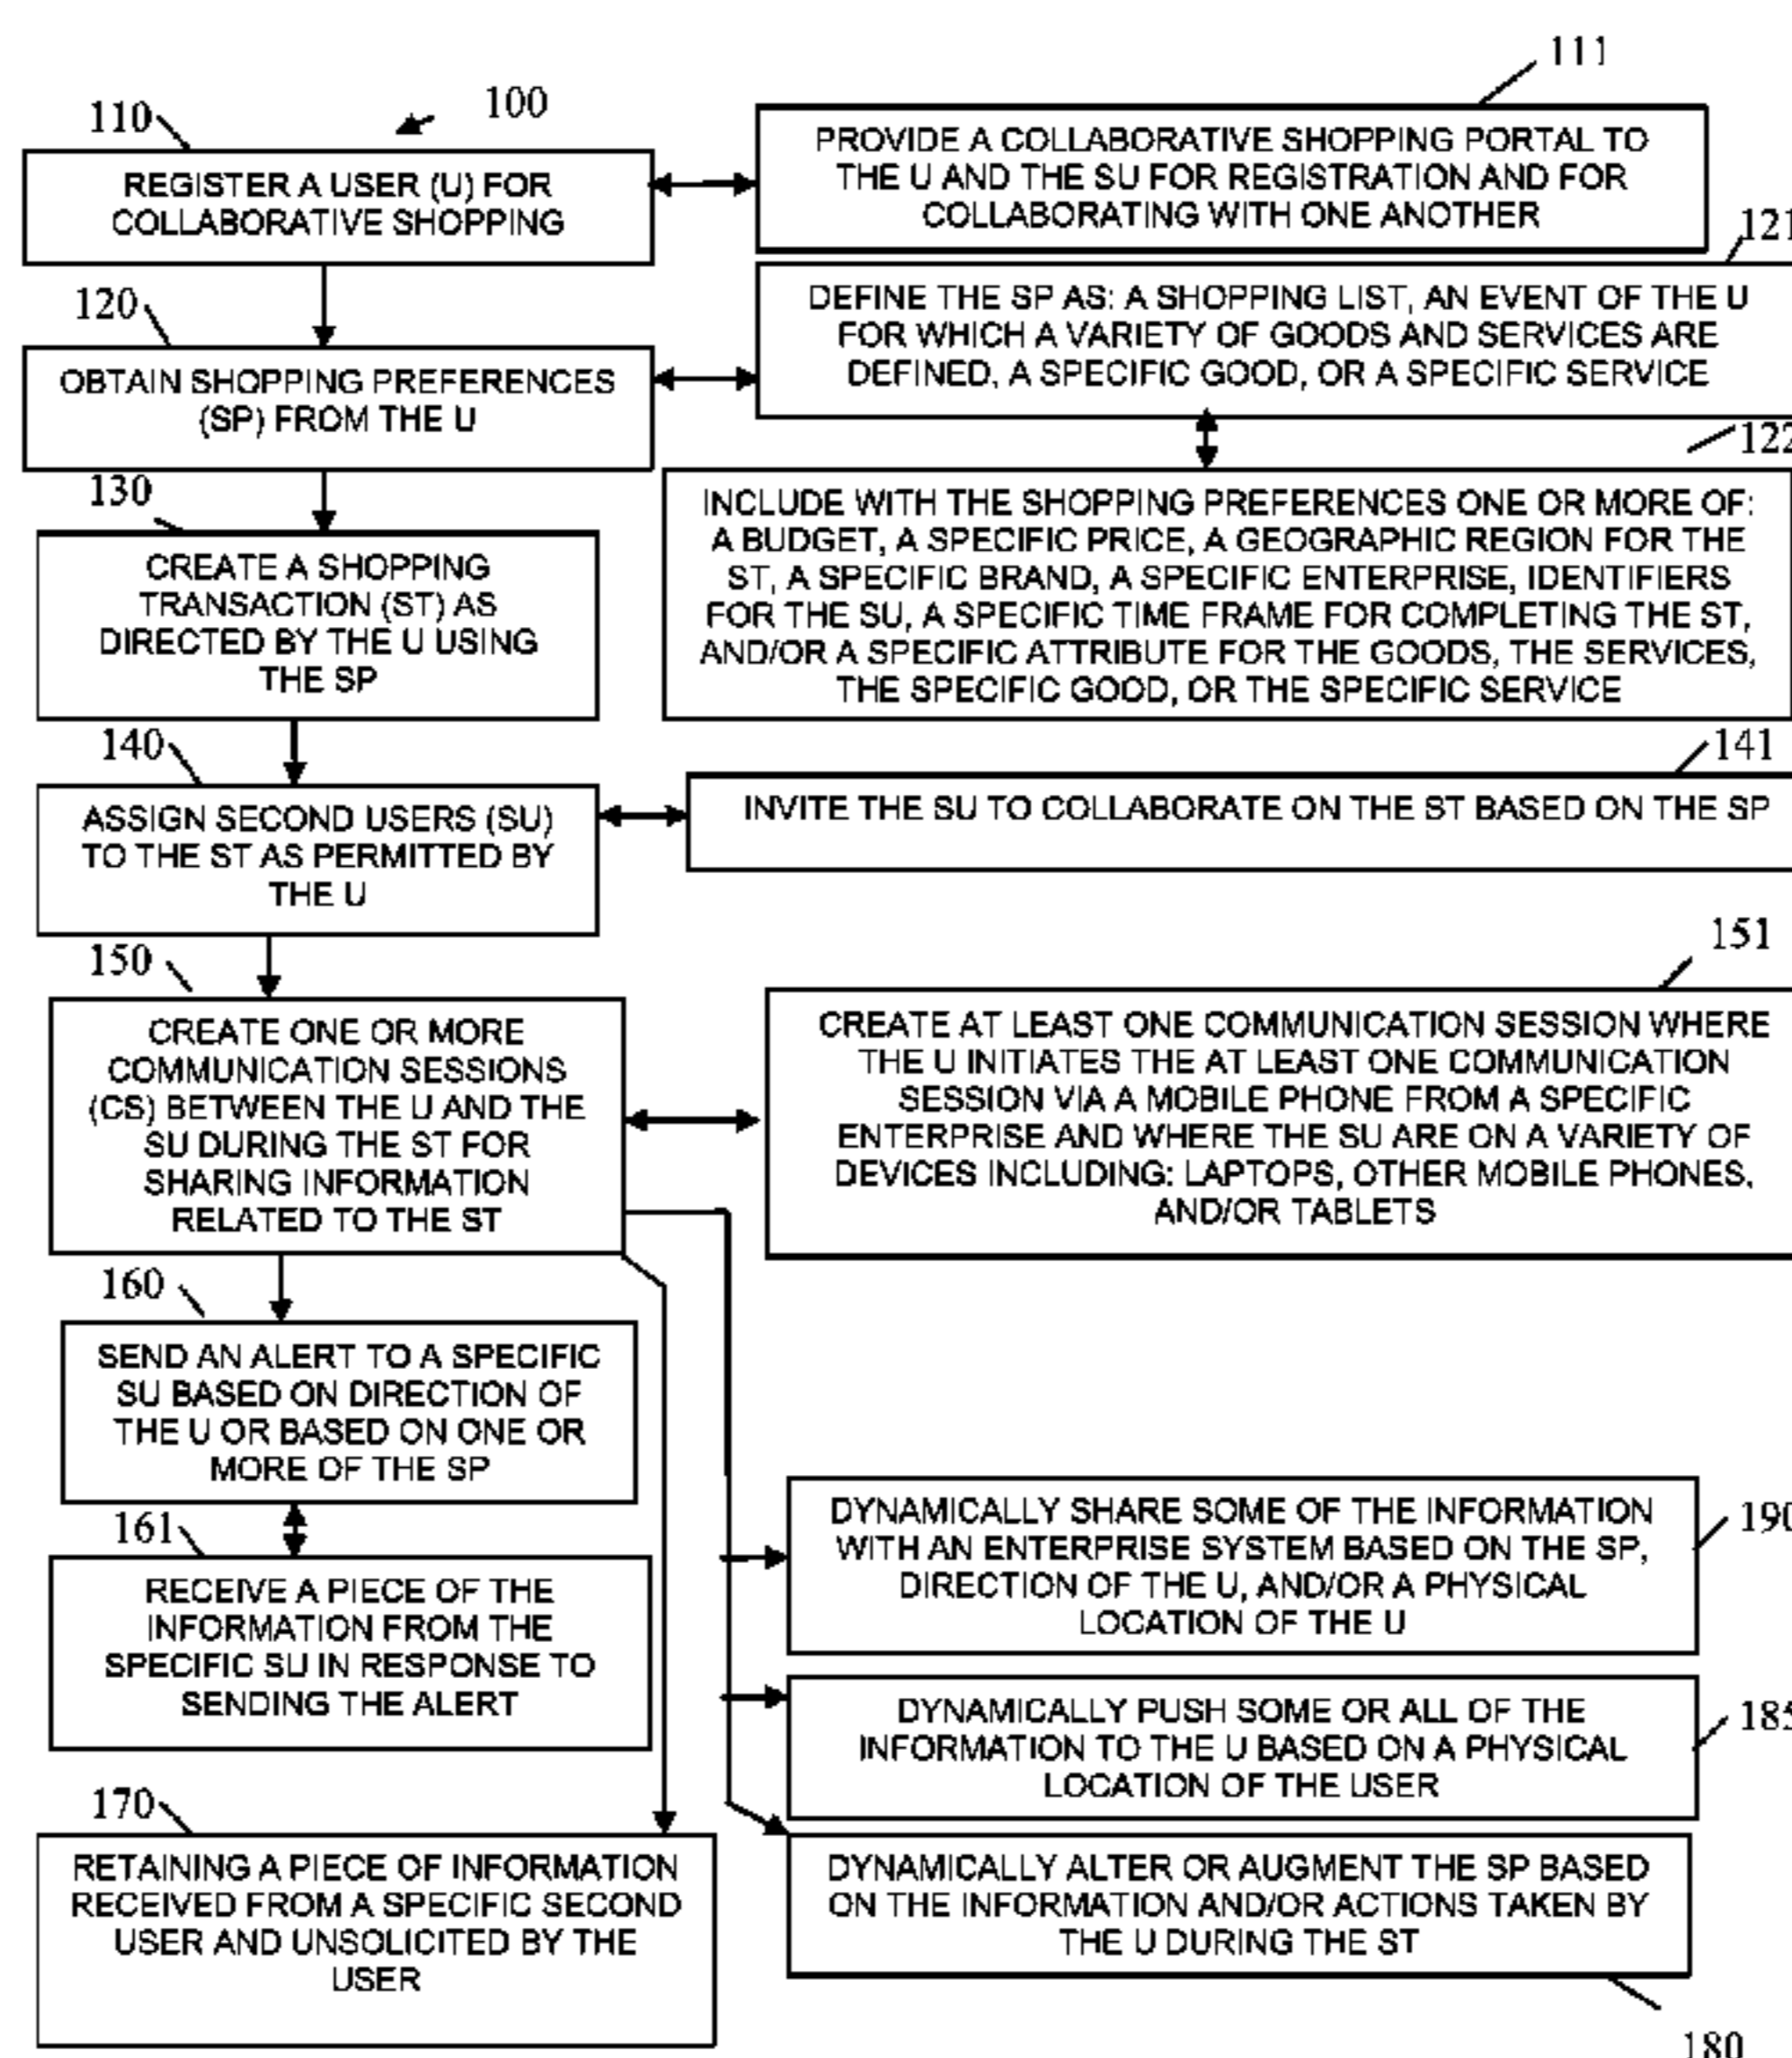 111
110
100
PROVIDE A COLLABORATIVE SHOPPING PORTAL TO
THE U AND THE SU FOR REGISTRATION AND FOR
COLLABORATING WITH ONE ANOTHER
REGISTER A USER (U) FOR
COLLABORATIVE SHOPPING
121
120
DEFINE THE SP AS: A SHOPPING LIST, AN EVENT OF THE U
FOR WHICH A VARIETY OF GOODS AND SERVICES ARE
DEFINED, A SPECIFIC GOOD, OR A SPECIFIC SERVICE
OBTAIN SHOPPING PREFERENCES
(SP) FROM THE U
122
130
INCLUDE WITH THE SHOPPING PREFERENCES ONE OR MORE OF:
A BUDGET, A SPECIFIC PRICE, A GEOGRAPHIC REGION FOR THE
ST, A SPECIFIC BRAND, A SPECIFIC ENTERPRISE, IDENTIFIERS
FOR THE SU, A SPECIFIC TIME FRAME FOR COMPLETING THE ST,
AND/OR A SPECIFIC ATTRIBUTE FOR THE GOODS, THE SERVICES,
THE SPECIFIC GOOD, OR THE SPECIFIC SERVICE
CREATE A SHOPPING
TRANSACTION (ST) AS
DIRECTED BY THE U USING
THE SP
140
141
INVITE THE SU TO COLLABORATE ON THE ST BASED ON THE SP
ASSIGN SECOND USERS (SU)
TO THE ST AS PERMITTED BY
THE U
150
151
CREATE ONE OR MORE
COMMUNICATION SESSIONS
(CS) BETWEEN THE U AND THE
SU DURING THE ST FOR
SHARING INFORMATION
RELATED TO THE ST
CREATE AT LEAST ONE COMMUNICATION SESSION WHERE
THE U INITIATES THE AT LEAST ONE COMMUNICATION
SESSION VIA A MOBILE PHONE FROM A SPECIFIC
ENTERPRISE AND WHERE THE SU ARE ON A VARIETY OF
DEVICES INCLUDING: LAPTOPS, OTHER MOBILE PHONES,
AND/OR TABLETS
160
SEND AN ALERT TO A SPECIFIC
SU BASED ON DIRECTION OF
THE U OR BASED ON ONE OR
MORE OF THE SP
161
RECEIVE A PIECE OF THE
INFORMATION FROM THE
SPECIFIC SU IN RESPONSE TO
SENDING THE ALERT
190
DYNAMICALLY SHARE SOME OF THE INFORMATION
WITH AN ENTERPRISE SYSTEM BASED ON THE SP,
DIRECTION OF THE U, AND/OR A PHYSICAL
LOCATION OF THE U
185
DYNAMICALLY PUSH SOME OR ALL OF THE
INFORMATION TO THE U BASED ON A PHYSICAL
LOCATION OF THE USER
170
RETAINING A PIECE OF INFORMATION
RECEIVED FROM A SPECIFIC SECOND
USER AND UNSOLICITED BY THE
USER
DYNAMICALLY ALTER OR AUGMENT THE SP BASED
ON THE INFORMATION AND/OR ACTIONS TAKEN BY
THE U DURING THE ST
180